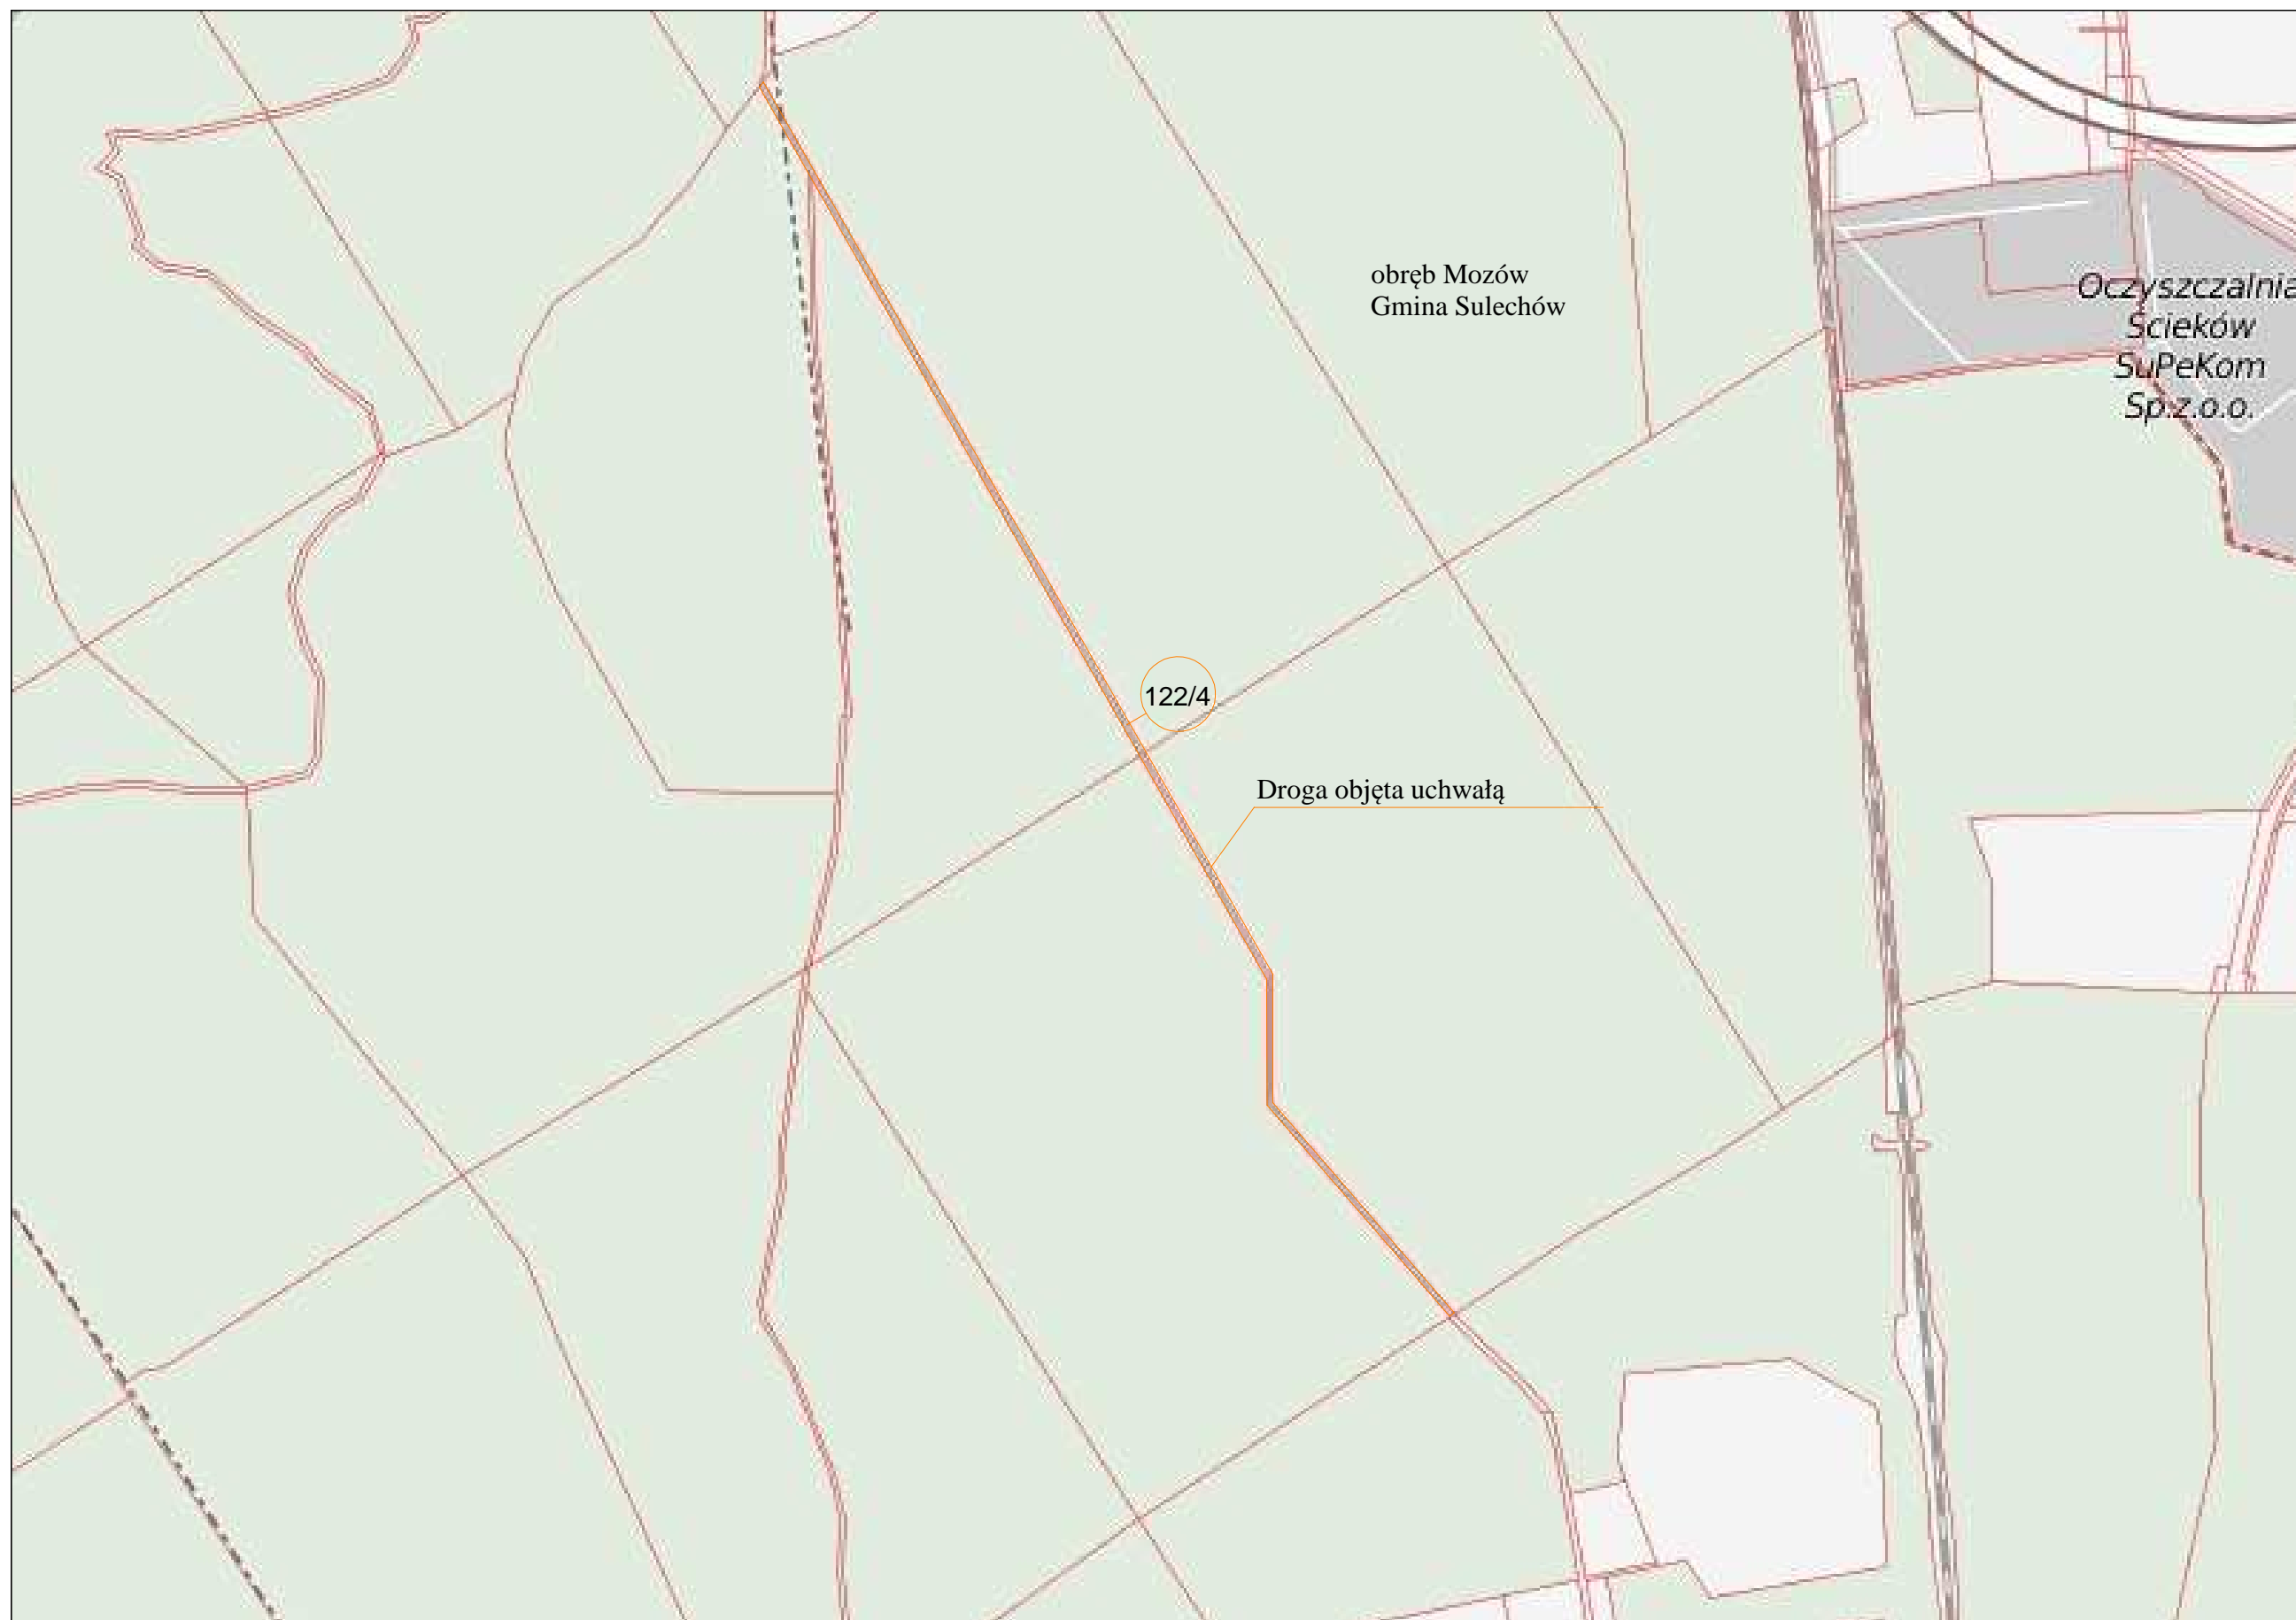 obręb Mozów
Gmina Sulechów
Oczyszczalnia
Ścieków
SuPeKom
Sp.z.o.o.
122/4
Droga objęta uchwałą